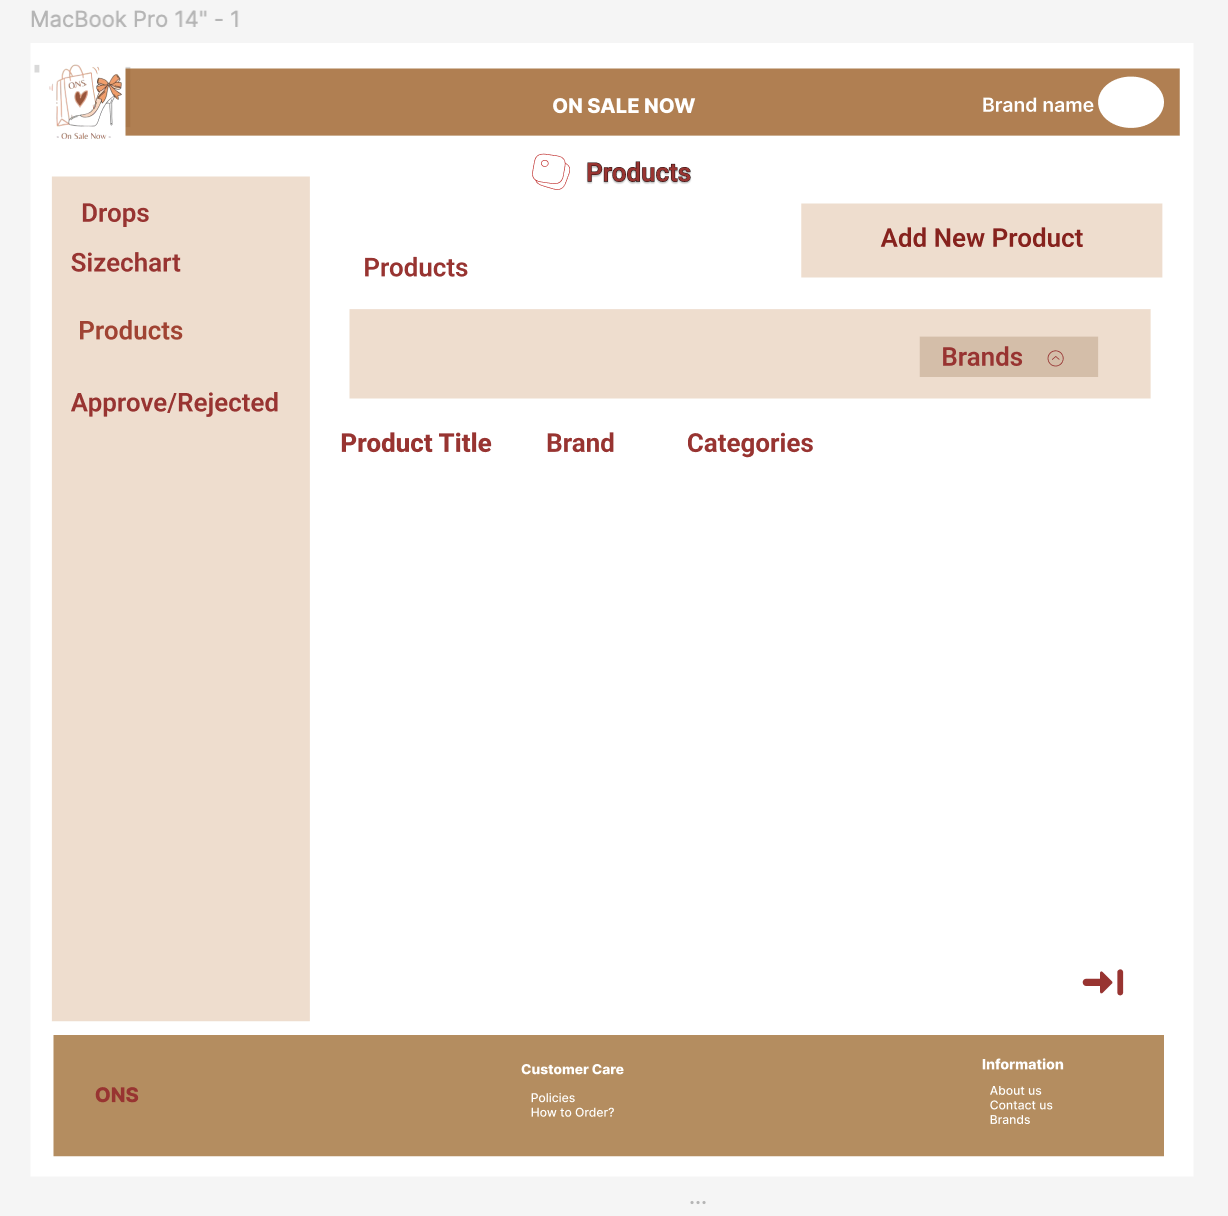 MacBook Pro 14" - 1
ONS
- On Sale Now -
ON SALE NOW
Brand name
Products
Drops
Sizechart
Products
Approve/Rejected
Add New Product
Products
Brands
Product Title Brand Categories
ONS
Customer Care
Policies
How to Order?
Information
About us
Contact us
Brands
...